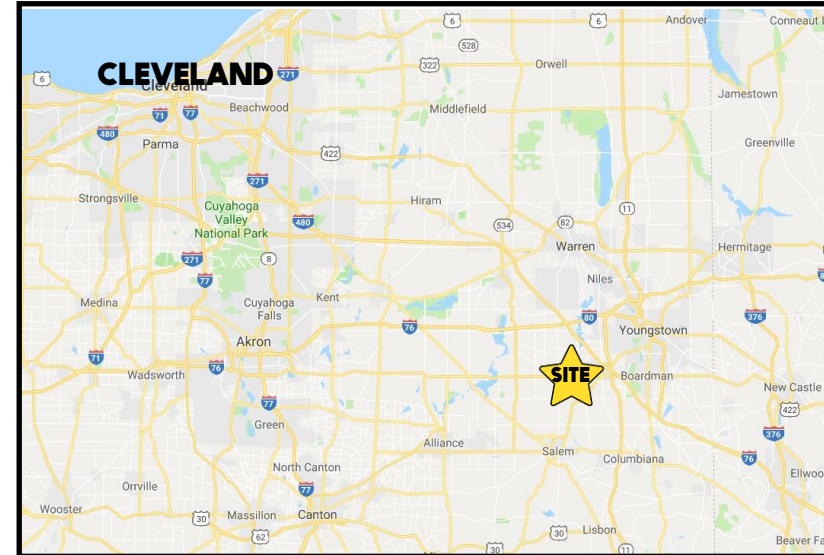 6
6
Andover
Conneaut L
528
322
Orwell
CLEVELAND
271
6
Cleveland
Jamestown
Beachwood
Middlefield
71
77
480
Parma
422
Greenville
271
Strongsville
Cuyahoga
Valley
National Park
Hiram
11
480
534
82
Warren
Hermitage
271
8
77
Niles
Medina
Cuyahoga
Falls
Kent
80
376
76
Youngstown
Akron
71
76
Wadsworth
SITE
Boardman
New Castle
77
422
Green
376
Alliance
Salem
Columbiana
76
North Canton
Ellwoo
Orrville
77
Wooster
30
Massillon
Canton
62
30
Lisbon
30
11
Beaver Fa